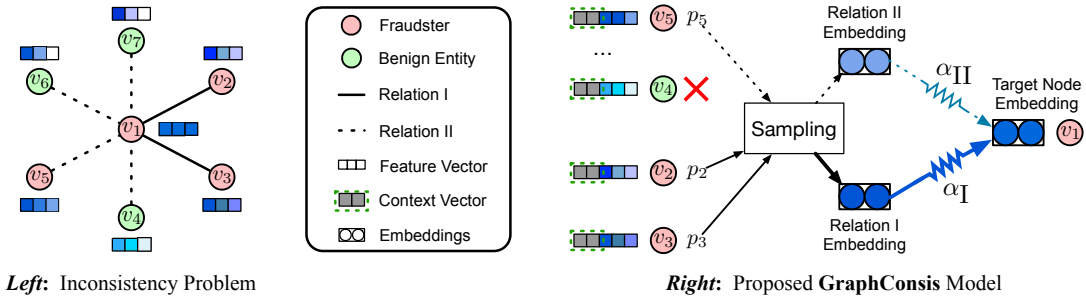 v7
v6
v2
v1
v5
v3
v4
Left: Inconsistency Problem
Fraudster
Benign Entity
Relation I
Relation II
Feature Vector
Context Vector
Embeddings
v5 p5
...
v4
v2 p2
v3 p3
Sampling
Relation II
Embedding
αII
Target Node
Embedding
v1
αI
Relation I
Embedding
Right: Proposed GraphConsis Model